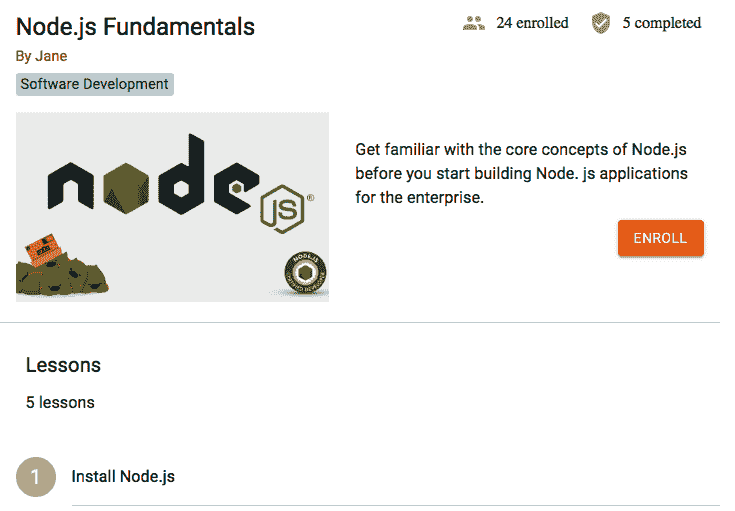 Node.js Fundamentals
24 enrolled
5 completed
By Jane
Software Development
node
JS
®
Get familiar with the core concepts of Node.js
before you start building Node. js applications
for the enterprise.
ENROLL
NODE.JS
Lessons
5 lessons
1
Install Node.js